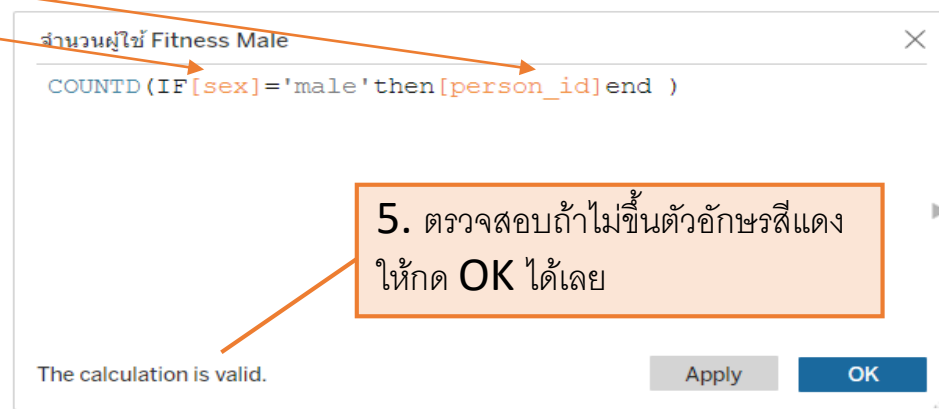 จำนวนผู้ใช้ Fitness Male
COUNTD(IF[sex]='male'then[person_id]end )
5. ตรวจสอบถ้าไม่ขึ้นตัวอักษรสีแดง
ให้กด OK ได้เลย
The calculation is valid.
Apply
OK